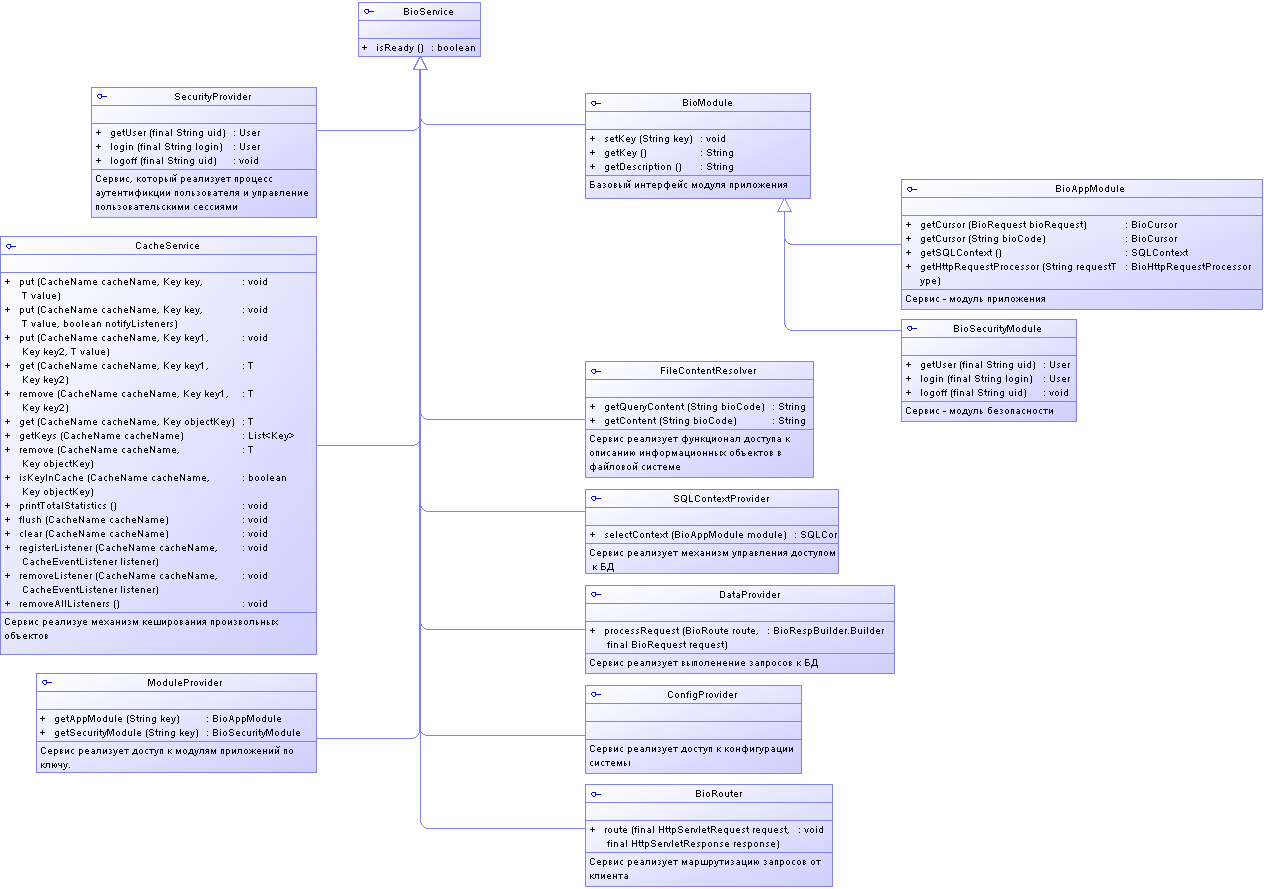 BioService
+ isReady () : boolean
SecurityProvider
+ getUser (final String uid) : User
+ login (final String login) : User
+ logoff (final String uid) : void
Сервис, который реализует процесс
аутентификции пользователя и управление
пользовательскими сессиями
BioModule
+ setKey (String key) : void
+ getKey () : String
+ getDescription () : String
Базовый интерфейс модуля приложения
BioAppModule
+ getCursor (BioRequest bioRequest) : BioCursor
+ getCursor (String bioCode) : BioCursor
+ getSQLContext () : SQLContext
+ getHttpRequestProcessor (String requestT : BioHttpRequestProcessor
ype)
Сервис - модуль приложения
CacheService
+ put (CacheName cacheName, Key key, : void
T value)
+ put (CacheName cacheName, Key key, : void
T value, boolean notifyListeners)
+ put (CacheName cacheName, Key key1, : void
Key key2, T value)
+ get (CacheName cacheName, Key key1, : T
Key key2)
+ remove (CacheName cacheName, Key key1, : T
Key key2)
+ get (CacheName cacheName, Key objectKey) : T
+ getKeys (CacheName cacheName) : List<Key>
+ remove (CacheName cacheName, : T
Key objectKey)
+ isKeyInCache (CacheName cacheName, : boolean
Key objectKey)
+ printTotalStatistics () : void
+ flush (CacheName cacheName) : void
+ clear (CacheName cacheName) : void
+ registerListener (CacheName cacheName, : void
CacheEventListener listener)
+ removeListener (CacheName cacheName, : void
CacheEventListener listener)
+ removeAllListeners () : void
Сервис реализуе механизм кеширования произвольных
объектов
BioSecurityModule
+ getUser (final String uid) : User
+ login (final String login) : User
+ logoff (final String uid) : void
Сервис - модуль безопасности
FileContentResolver
+ getQueryContent (String bioCode) : String
+ getContent (String bioCode) : String
Сервис реализует функционал доступа к
описанию информационных объектов в
файловой системе
SQLContextProvider
+ selectContext (BioAppModule module) : SQLCor
Сервис реализует механизм управления доступом
к БД
DataProvider
+ processRequest (BioRoute route, : BioRespBuilder.Builder
final BioRequest request)
Сервис реализует выполенение запросов к БД
ModuleProvider
+ getAppModule (String key) : BioAppModule
+ getSecurityModule (String key) : BioSecurityModule
Сервис реализует доступ к модулям приложений по
ключу.
ConfigProvider
Сервис реализует доступ к конфигурации
системы
BioRouter
+ route (final HttpServletRequest request, : void
final HttpServletResponse response)
Сервис реализует маршрутизацию запросов от
клиента